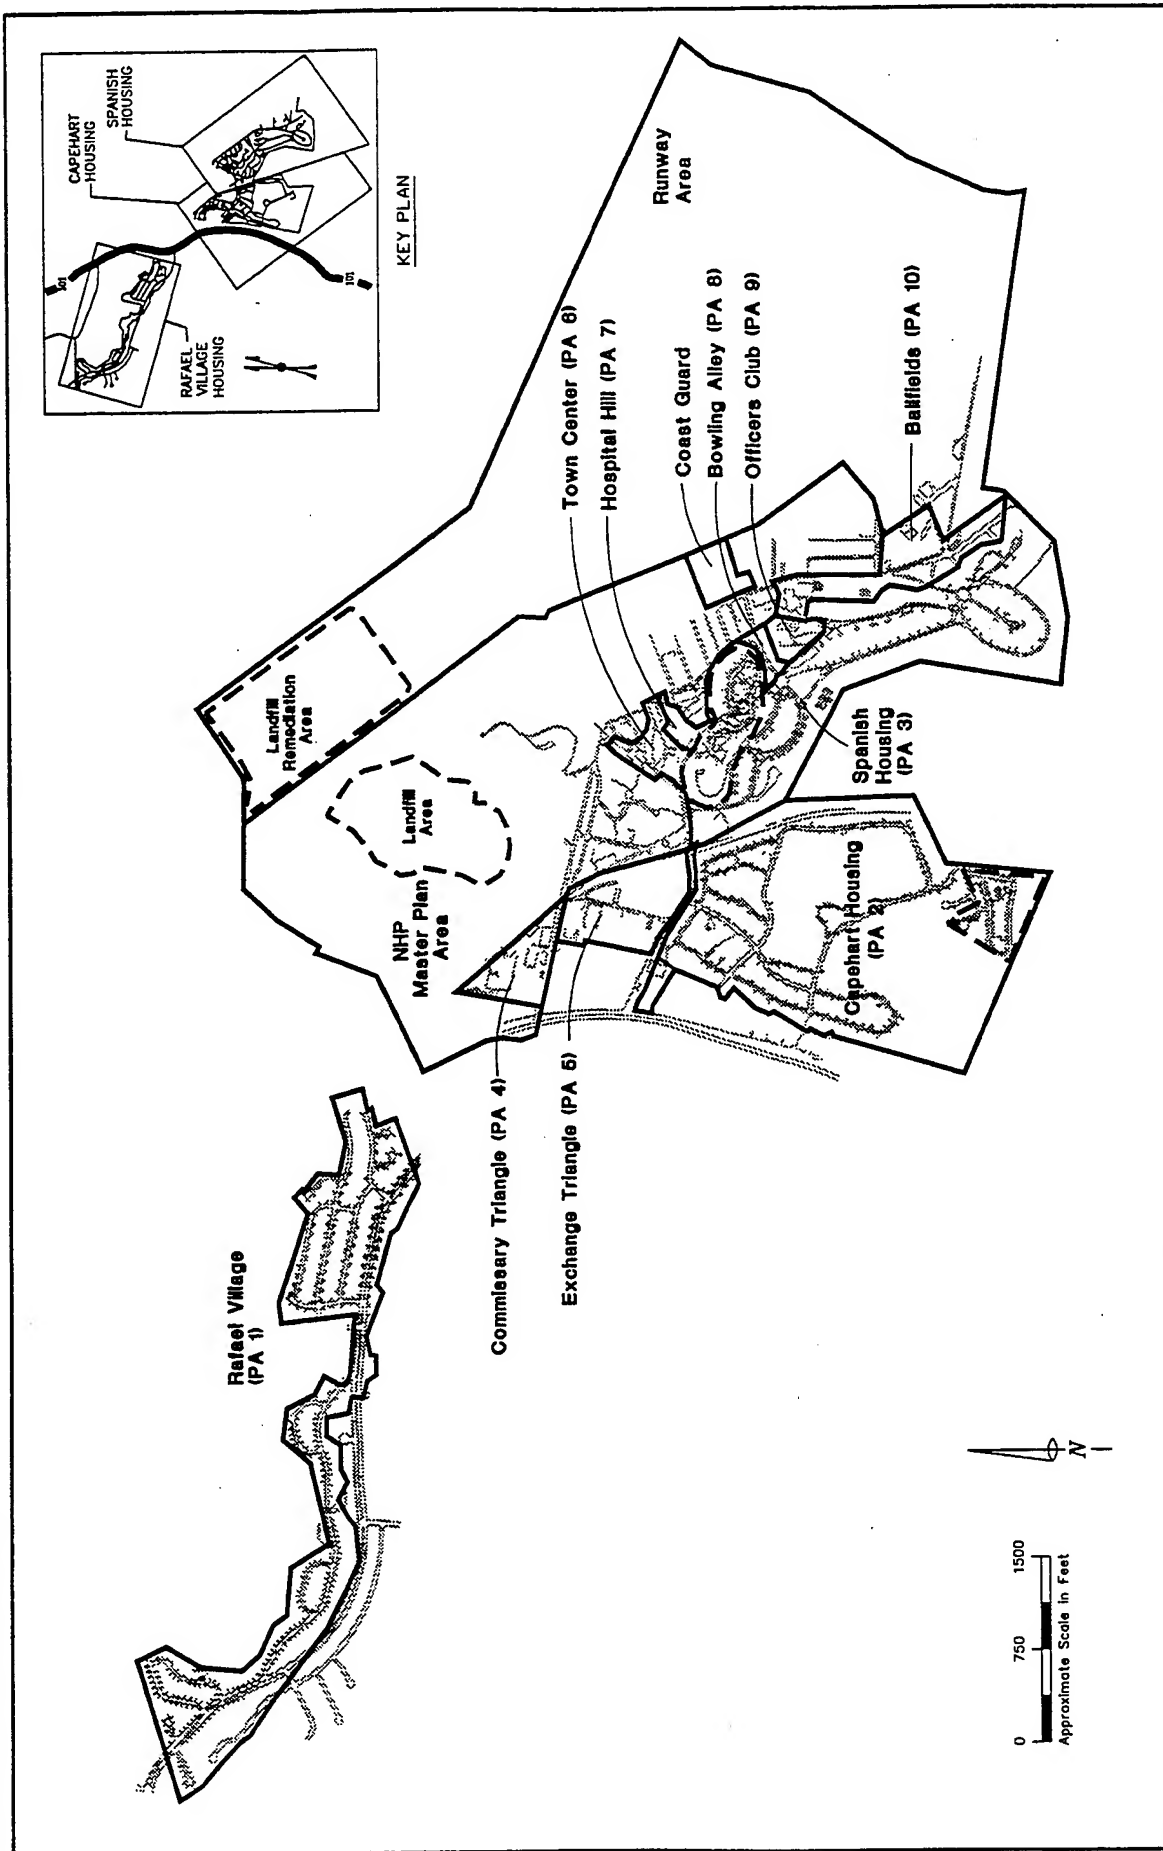 CAPEHART
HOUSING
SPANISH
HOUSING
RAFAEL
VILLAGE
HOUSING
101
101
KEY PLAN
Runway
Area
Landfill
Remediation
Area
Landfill
Area
NHP
Master Plan
Area
Town Center (PA 6)
Hospital Hill (PA 7)
Coast Guard
Bowling Alley (PA 8)
Officers Club (PA 9)
Ballfields (PA 10)
Spanish
Housing
(PA 3)
Capehart Housing
(PA 2)
Commissary Triangle (PA 4)
Exchange Triangle (PA 5)
Rafael Village
(PA 1)
N
0 750 1500
Approximate Scale in Feet